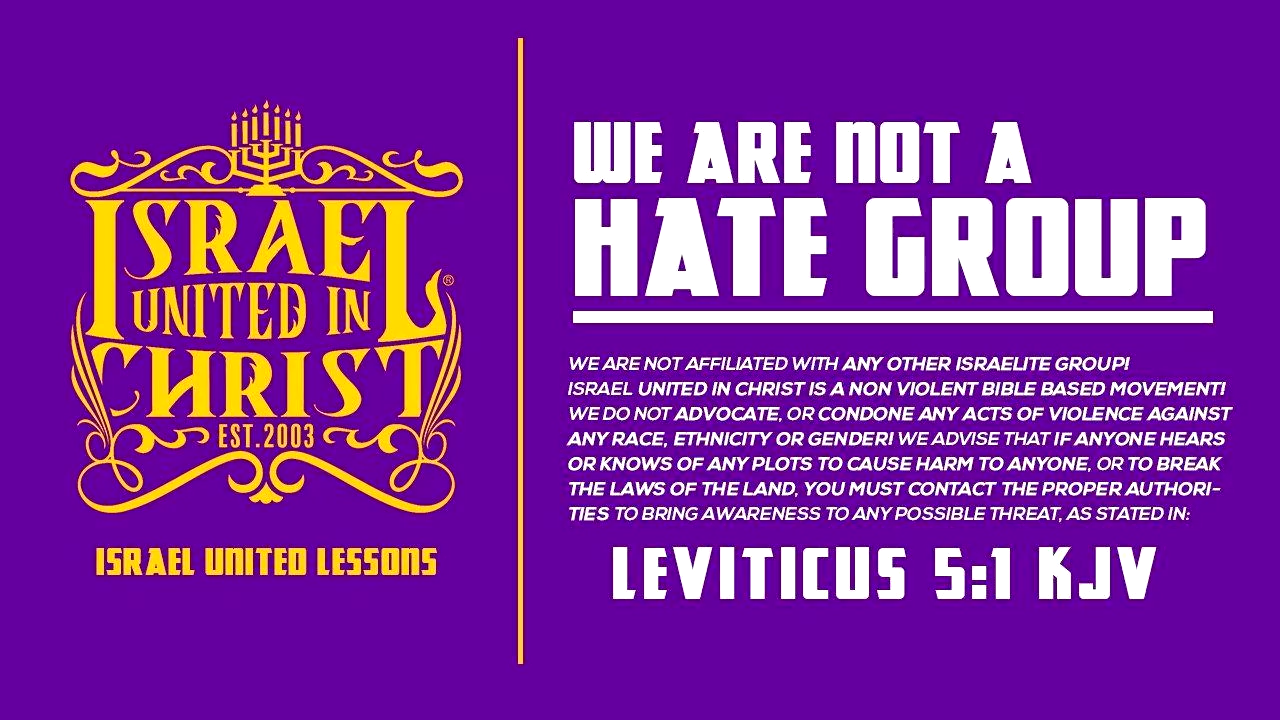 ISRAEL
UNITED IN
CHRIST
®
EST.2003
ISRAEL UNITED LESSONS
WE ARE NOT A
HATE GROUP
WE ARE NOT AFFILIATED WITH ANY OTHER ISRAELITE GROUP!
ISRAEL UNITED IN CHRIST IS A NON VIOLENT BIBLE BASED MOVEMENT!
WE DO NOT ADVOCATE, OR CONDONE ANY ACTS OF VIOLENCE AGAINST
ANY RACE, ETHNICITY OR GENDER! WE ADVISE THAT IF ANYONE HEARS
OR KNOWS OF ANY PLOTS TO CAUSE HARM TO ANYONE, OR TO BREAK
THE LAWS OF THE LAND, YOU MUST CONTACT THE PROPER AUTHORI-
TIES TO BRING AWARENESS TO ANY POSSIBLE THREAT, AS STATED IN:
LEVITICUS 5:1 KJV